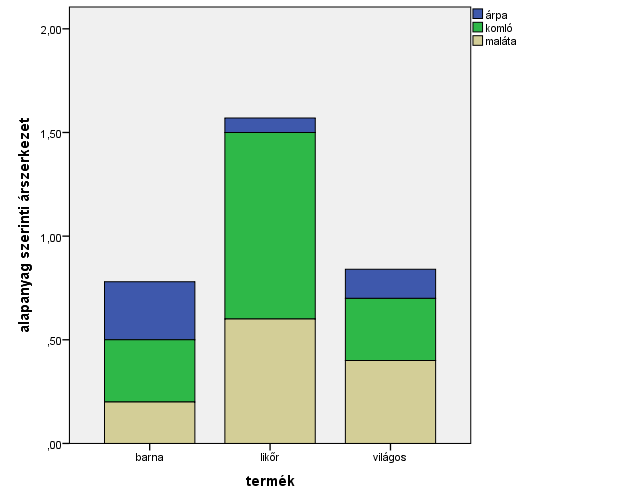 árpa
komló
maláta
alapanyag szerinti árszerkezet
2,00
1,50
1,00
,50
,00
barna
likőr
világos
termék